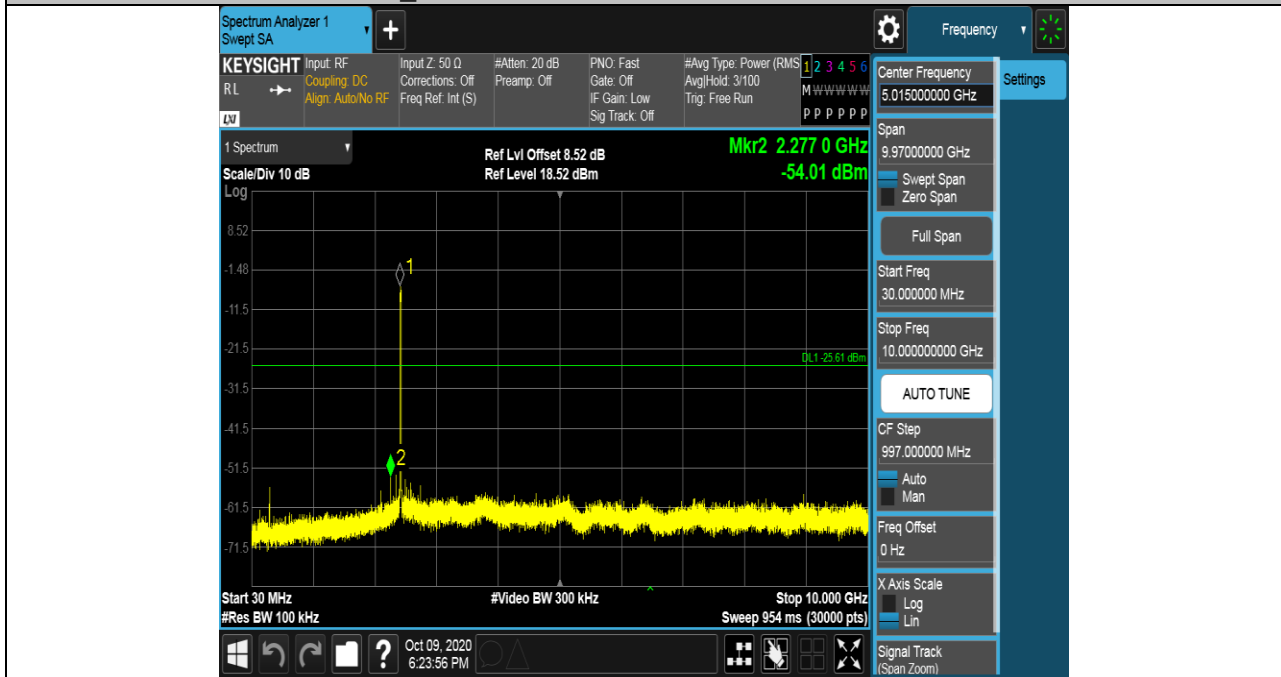 Spectrum Analyzer 1
Swept SA
+
Frequency
KEYSIGHT
RL
LXI
Input: RF
Coupling: DC
Align: Auto/No RF
Input Z: 50 Ω
Corrections: Off
Freq Ref: Int (S)
#Atten: 20 dB
Preamp: Off
PNO: Fast
Gate: Off
IF Gain: Low
Sig Track: Off
#Avg Type: Power (RMS
Avg|Hold: 3/100
Trig: Free Run
1 2 3 4 5 6
M W W W W W
P P P P P P
Center Frequency
5.015000000 GHz
Settings
Span
9.97000000 GHz
Swept Span
Zero Span
Full Span
Start Freq
30.000000 MHz
Stop Freq
10.000000000 GHz
AUTO TUNE
CF Step
997.000000 MHz
Auto
Man
Freq Offset
0 Hz
X Axis Scale
Log
Lin
Signal Track
(Span Zoom)
1 Spectrum
Scale/Div 10 dB
Ref Lvl Offset 8.52 dB
Ref Level 18.52 dBm
Mkr2 2.277 0 GHz
-54.01 dBm
Log
8.52
-1.48
-11.5
-21.5
-31.5
-41.5
-51.5
-61.5
-71.5
1
2
DL1 -25.61 dBm
Start 30 MHz
#Res BW 100 kHz
#Video BW 300 kHz
Stop 10.000 GHz
Sweep 954 ms (30000 pts)
?
Oct 09, 2020
6:23:56 PM